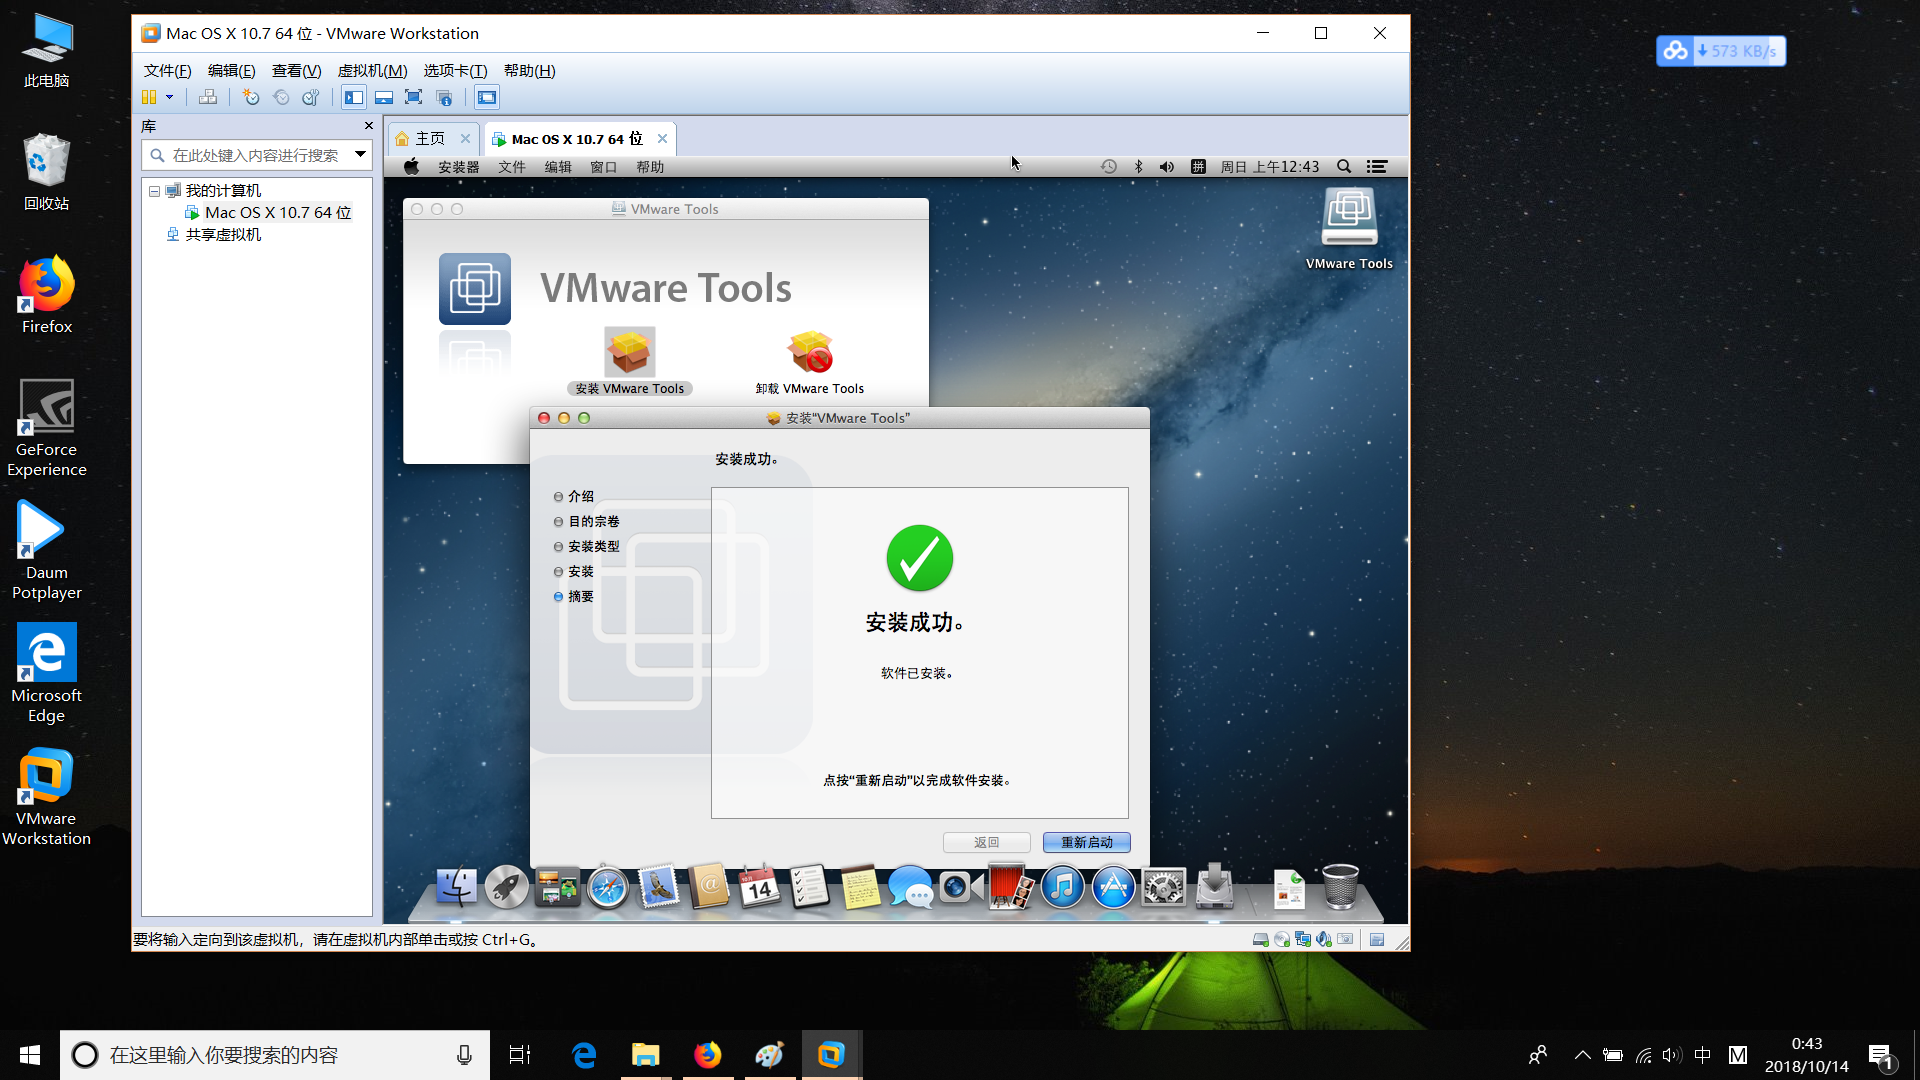 此电脑
回收站
Firefox
GeForce
Experience
Daum
Potplayer
Microsoft
Edge
VMware
Workstation
Mac OS X 10.7 64 位 - VMware Workstation
文件(F) 编辑(E) 查看(V) 虚拟机(M) 选项卡(T) 帮助(H)
库
在此处键入内容进行搜索
我的计算机
Mac OS X 10.7 64 位
共享虚拟机
主页
Mac OS X 10.7 64 位
安装器 文件 编辑 窗口 帮助
拼 周日 上午12:43
VMware Tools
VMware Tools
VMware Tools
安装 VMware Tools
卸载 VMware Tools
安装“VMware Tools”
安装成功。
介绍
目的宗卷
安装类型
安装
摘要
安装成功。
软件已安装。
点按“重新启动”以完成软件安装。
返回
重新启动
10月
14
要将输入定向到该虚拟机，请在虚拟机内部单击或按 Ctrl+G。
573 KB/s
在这里输入你要搜索的内容
中
M
0:43
2018/10/14
1